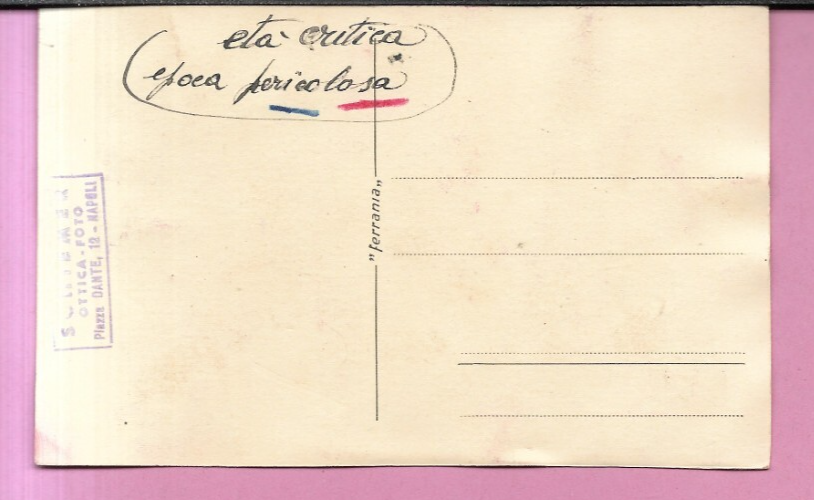 età critica
epoca pericolosa
"ferrania"
OTTICA-FOTO
Piazza DANTE, 12 - NAPOLI